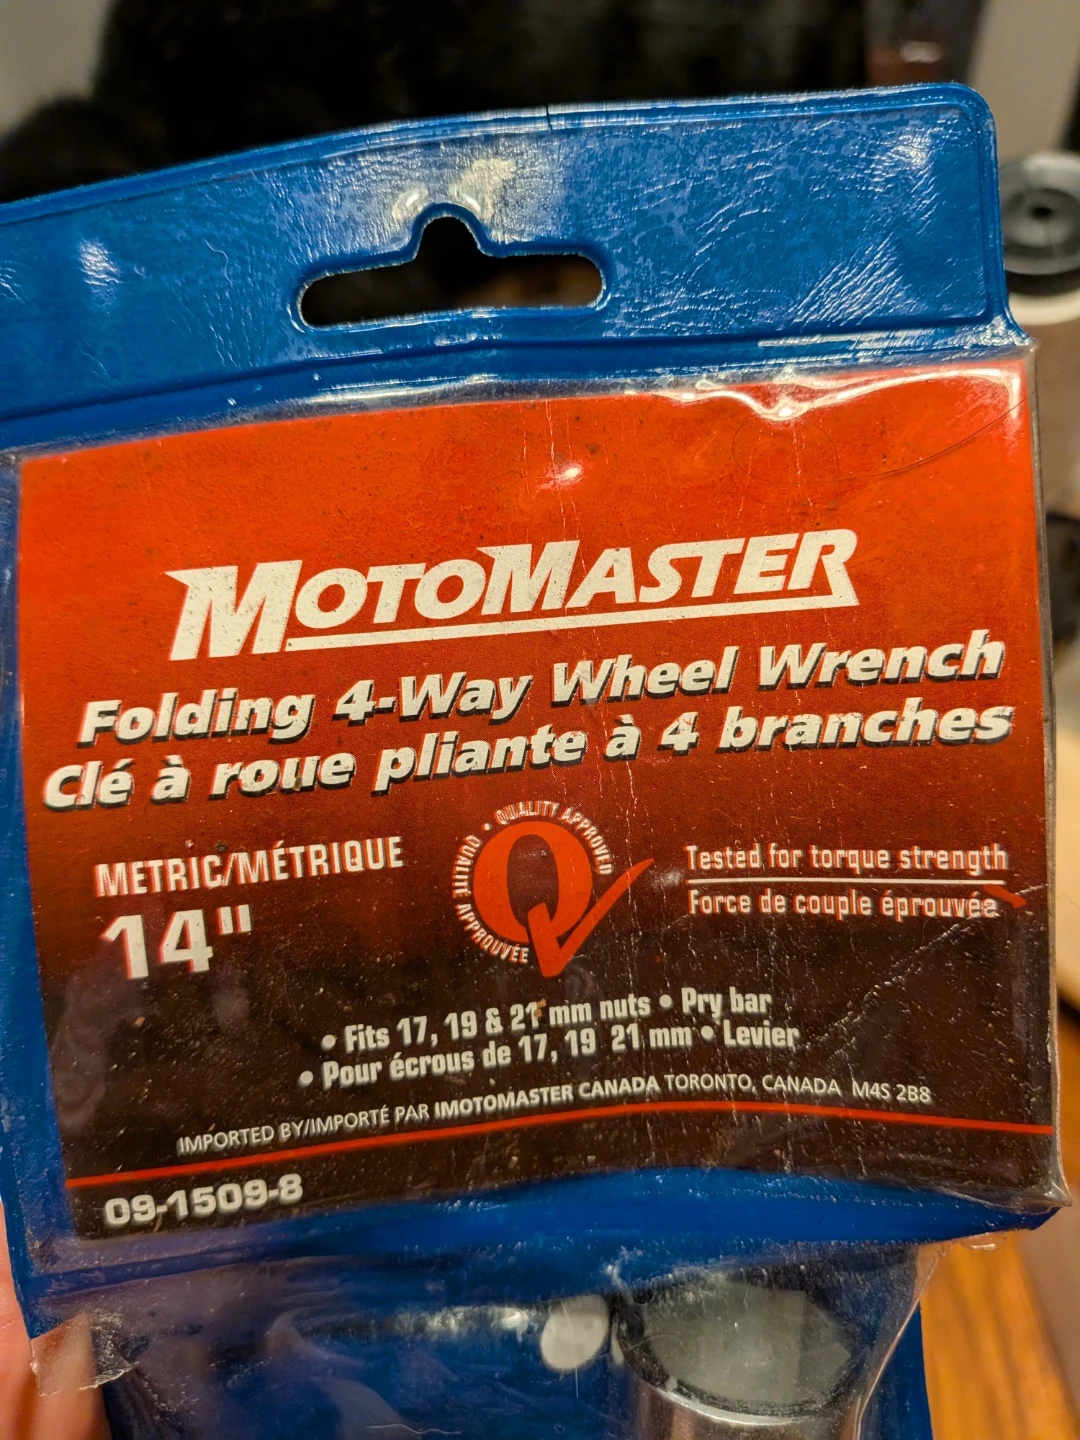 MOTOMASTER
Folding 4-Way Wheel Wrench
Clé à roue pliante à 4 branches
METRIC/MÉTRIQUE
14"
QUALITY APPROVED • QUALITÉ APPROUVÉE
Q
Tested for torque strength
Force de couple éprouvée
• Fits 17, 19 & 21 mm nuts • Pry bar
• Pour écrous de 17, 19 21 mm • Levier
IMPORTED BY/IMPORTÉ PAR IMOTOMASTER CANADA TORONTO, CANADA M4S 2B8
09-1509-8